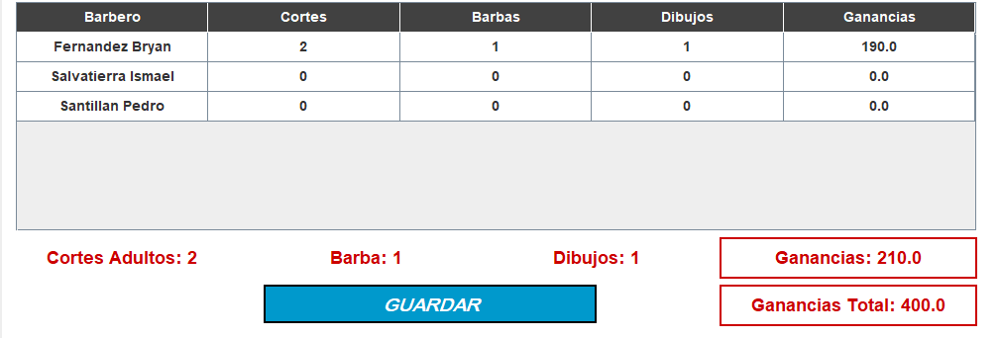 Barbero Cortes Barbas Dibujos Ganancias
Fernandez Bryan 2 1 1 190.0
Salvatierra Ismael 0 0 0 0.0
Santillan Pedro 0 0 0 0.0
Cortes Adultos: 2 Barba: 1 Dibujos: 1 Ganancias: 210.0
GUARDAR Ganancias Total: 400.0